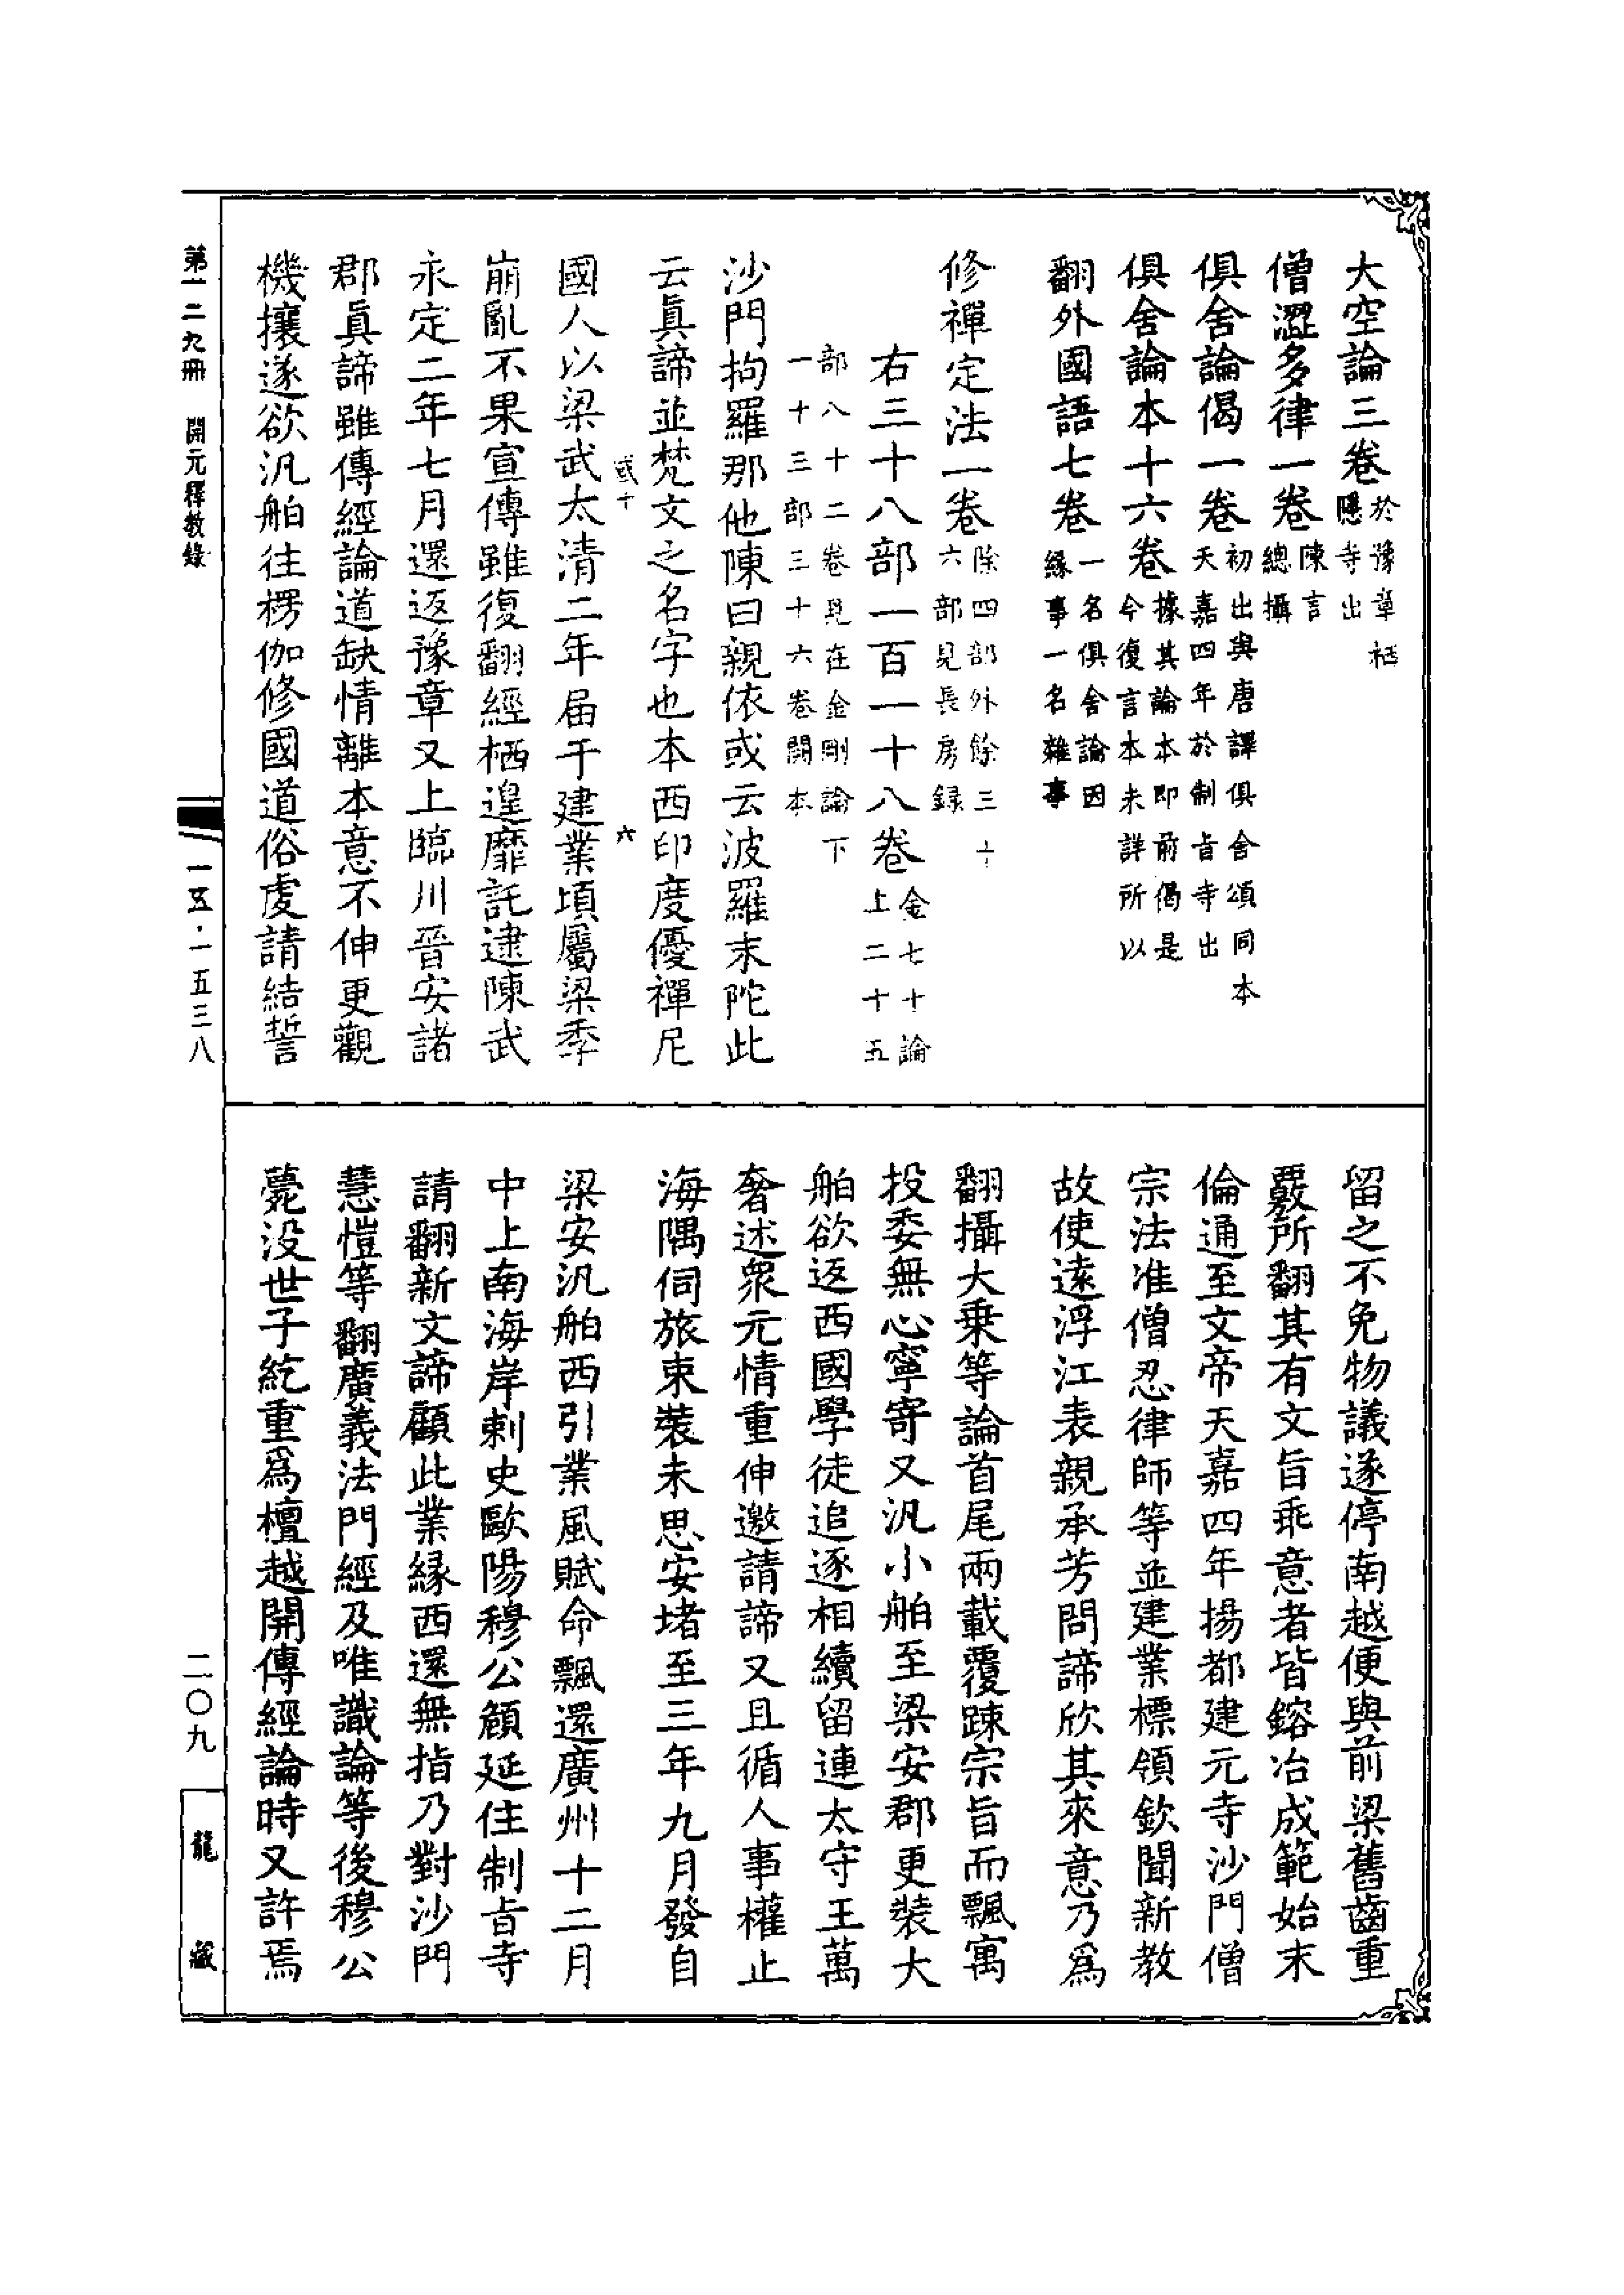 大空論三卷於豫章栖隱寺出
僧澀多律一卷陳言總攝
俱舍論偈一卷初出與唐譯俱舍頌同本天嘉四年於制旨寺出
俱舍論本十六卷據其論本即前偈是今復言本未詳所以
翻外國語七卷一名俱舍論因緣事一名雜事
修禪定法一卷除四部外餘三十六部見長房録
右三十八部一百一十八卷金七十論上二十五
部八十二卷見在金剛論下一十三部三十六卷闕本
沙門拘羅那他陳曰親依或云波羅末陀此
云眞諦並梵文之名字也本西印度優禪尼
國人以梁武太清二年届于建業頃屬梁季
崩亂不果宣傳雖復翻經栖遑靡託逮陳武
永定二年七月還返豫章又上臨川晉安諸
郡眞諦雖傳經論道缺情離本意不伸更觀
機攘遂欲汎舶往楞伽修國道俗虔請結誓
留之不免物議遂停南越便與前梁舊齒重
覈所翻其有文旨乖意者皆鎔冶成範始末
倫通至文帝天嘉四年揚都建元寺沙門僧
宗法准僧忍律師等並建業標領欽聞新教
故使遠浮江表親承芳問諦欣其來意乃爲
翻攝大乗等論首尾兩載覆疎宗旨而飄寓
投委無心寧寄又汎小舶至梁安郡更裝大
舶欲返西國學徒追逐相續留連太守王萬
奢述衆元情重伸邀請諦又且循人事權止
海隅伺旅束裝未思安堵至三年九月發自
梁安汎舶西引業風賦命飄還廣州十二月
中上南海岸刺史歐陽穆公頠延住制旨寺
請翻新文諦顧此業緣西還無指乃對沙門
慧愷等翻廣義法門經及唯識論等後穆公
薨没世子紇重爲檀越開傳經論時又許焉
第一二九冊　開元釋教錄
一五·一五三八
二〇九
龍藏
六